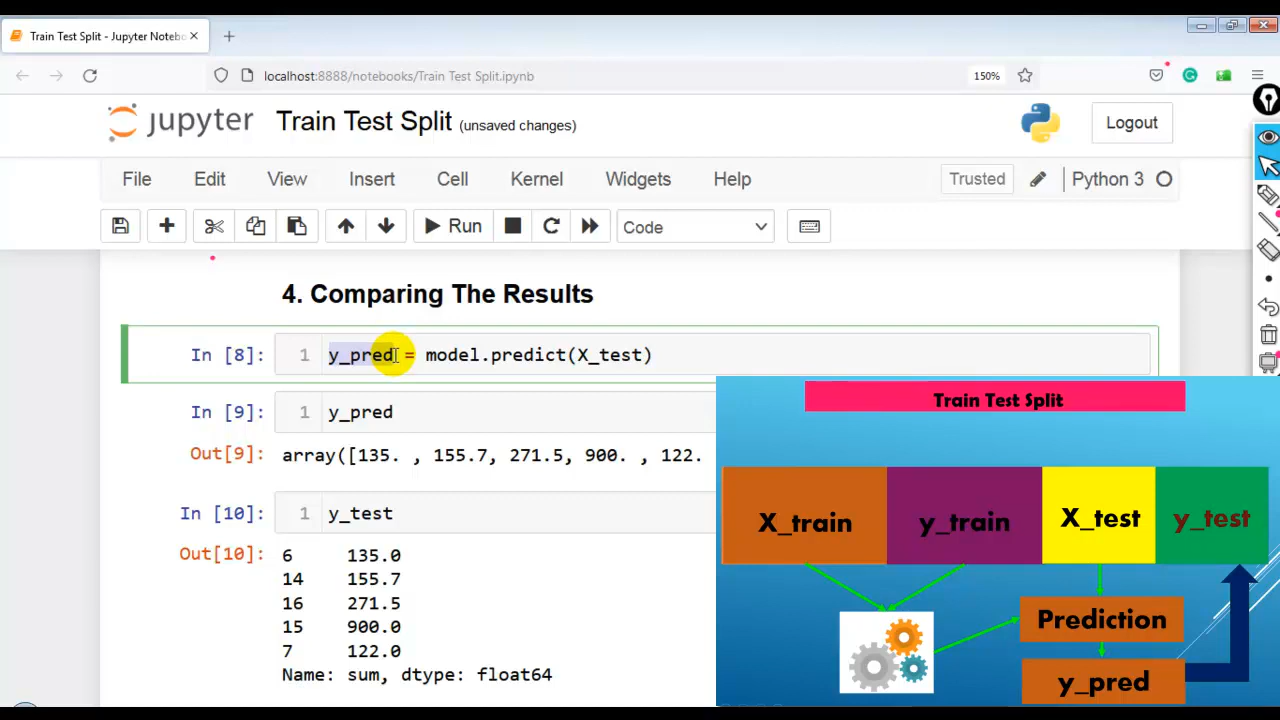 Train Test Split - Jupyter Notebo
localhost:8888/notebooks/Train Test Split.ipynb
150%
jupyter
Train Test Split (unsaved changes)
Logout
File Edit View Insert Cell Kernel Widgets Help
Trusted
Python 3
Run
Code
4. Comparing The Results
In [8]: 1 y_pred = model.predict(X_test)
In [9]: 1 y_pred
Out[9]: array([135. , 155.7, 271.5, 900. , 122.
In [10]: 1 y_test
Out[10]: 6 135.0
14 155.7
16 271.5
15 900.0
7 122.0
Name: sum, dtype: float64
Train Test Split
X_train y_train X_test y_test
Prediction
y_pred